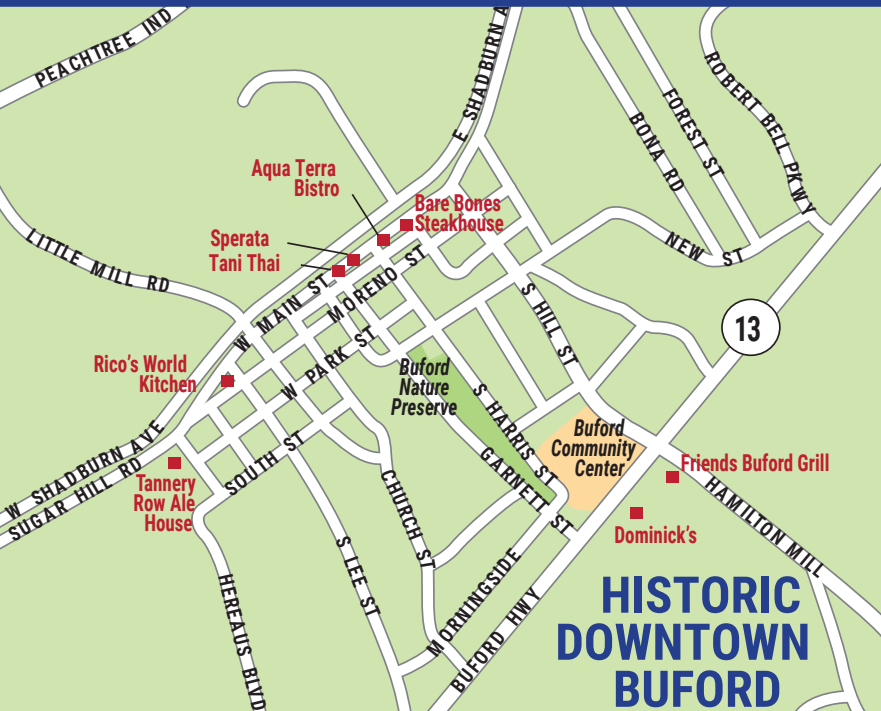 PEACHTREE IND
E SHADBURN A
ROBERT BELL PKWY
FOREST ST
BONA RD
Aqua Terra
Bistro
Bare Bones
Steakhouse
Sperata
Tani Thai
LITTLE MILL RD
NEW ST
W MAIN ST
MORENO ST
S HILL ST
13
W PARK ST
Rico's World
Kitchen
Buford
Nature
Preserve
S HARRIS ST
Buford
Community
Center
W SHADBURN AVE
SUGAR HILL RD
SOUTH ST
GARNETT ST
Friends Buford Grill
Tannery
Row Ale
House
CHURCH ST
HAMILTON MILL
Dominick's
S LEE ST
MORNINGSIDE
HEREAUS BLVD
BUFORD HWY
HISTORIC
DOWNTOWN
BUFORD